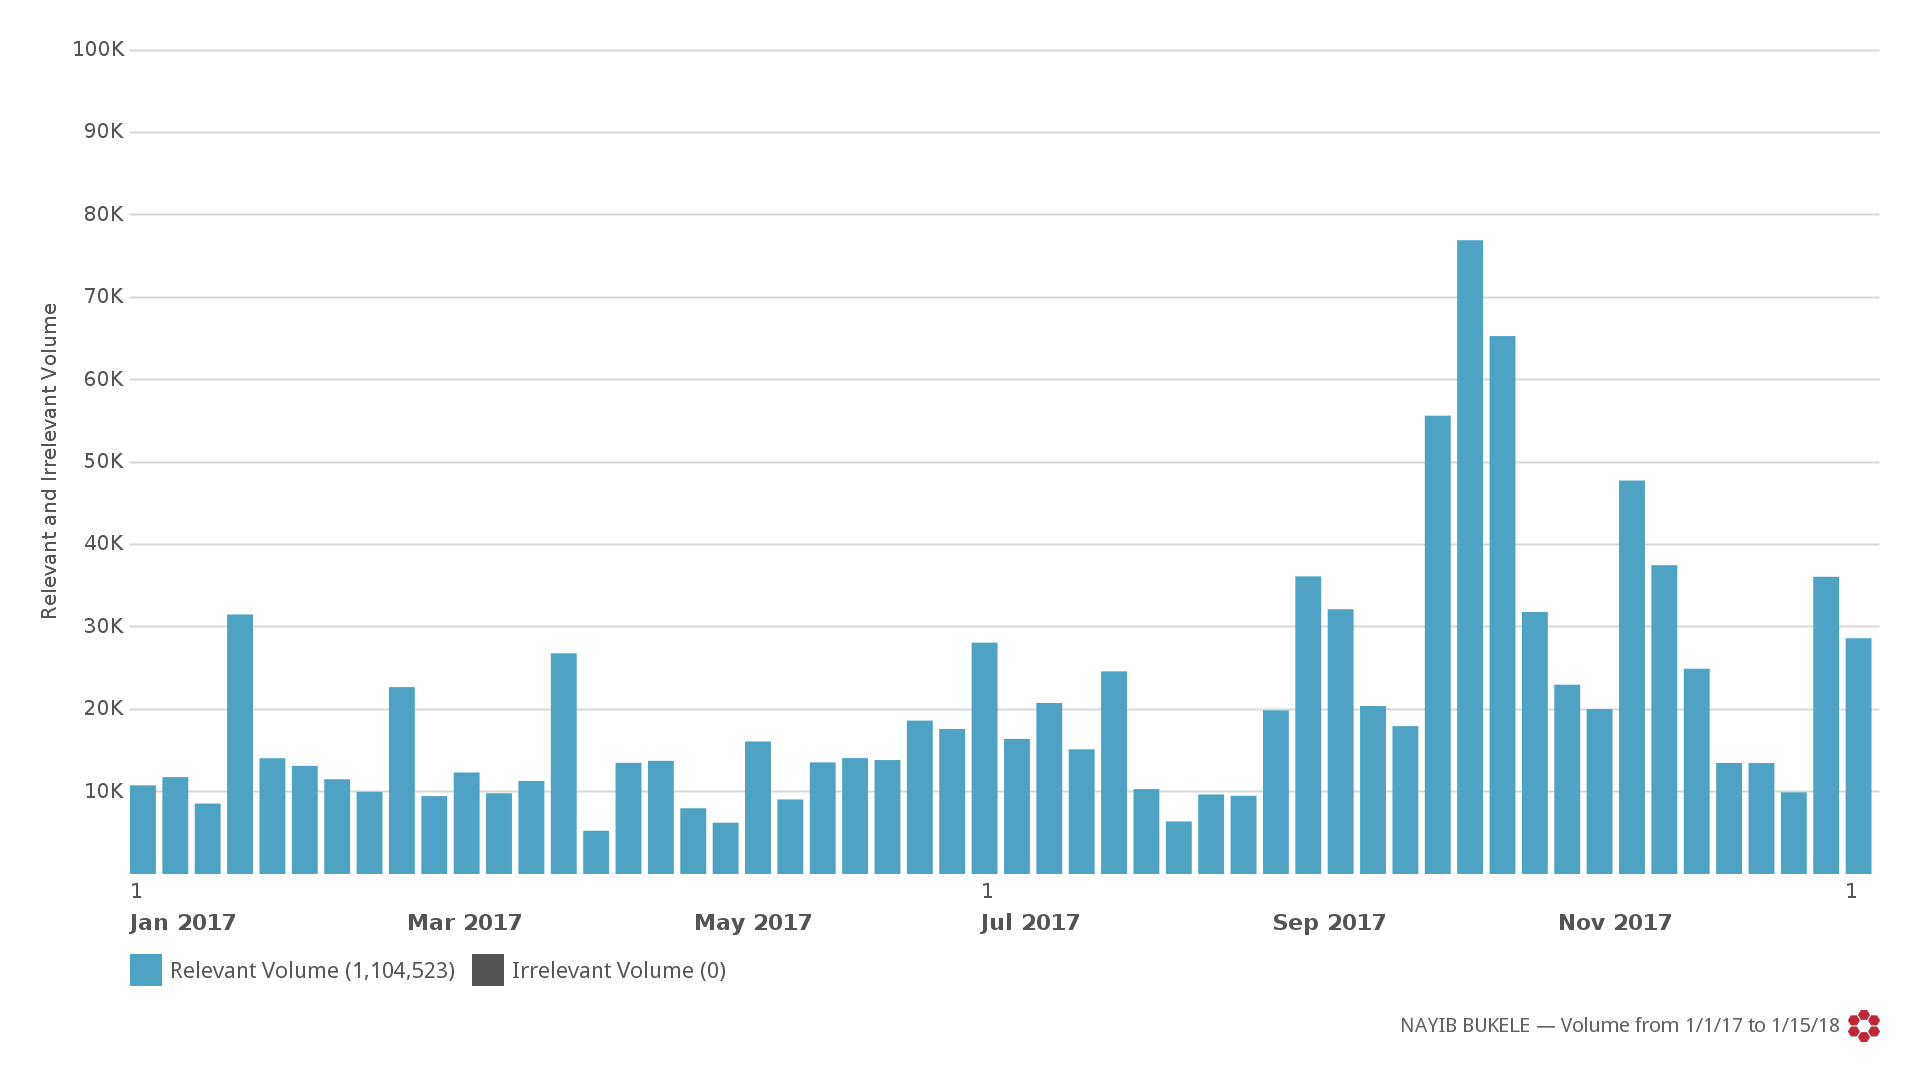 Relevant and Irrelevant Volume
100K
90K
80K
70K
60K
50K
40K
30K
20K
10K
1 1 1
Jan 2017 Mar 2017 May 2017 Jul 2017 Sep 2017 Nov 2017
Relevant Volume (1,104,523) Irrelevant Volume (0)
NAYIB BUKELE — Volume from 1/1/17 to 1/15/18